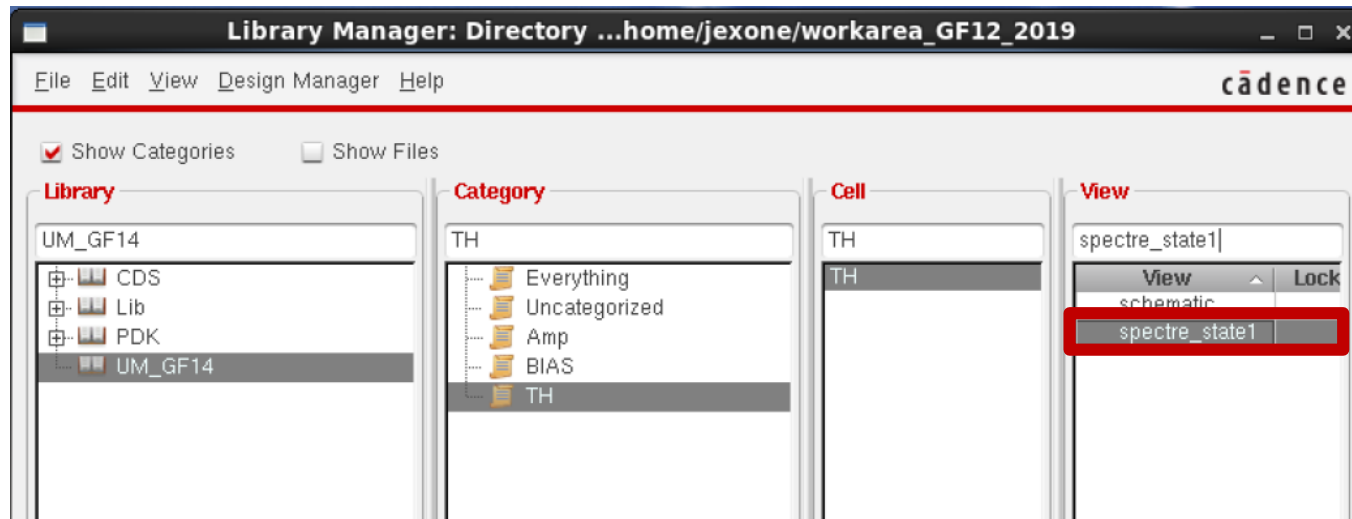 Library Manager: Directory ...home/jexone/workarea_GF12_2019
File Edit View Design Manager Help
cādence
Show Categories Show Files
Library
UM_GF14
CDS
Lib
PDK
UM_GF14
Category
TH
Everything
Uncategorized
Amp
BIAS
TH
Cell
TH
TH
View
spectre_state1
View Lock
schematic
spectre_state1